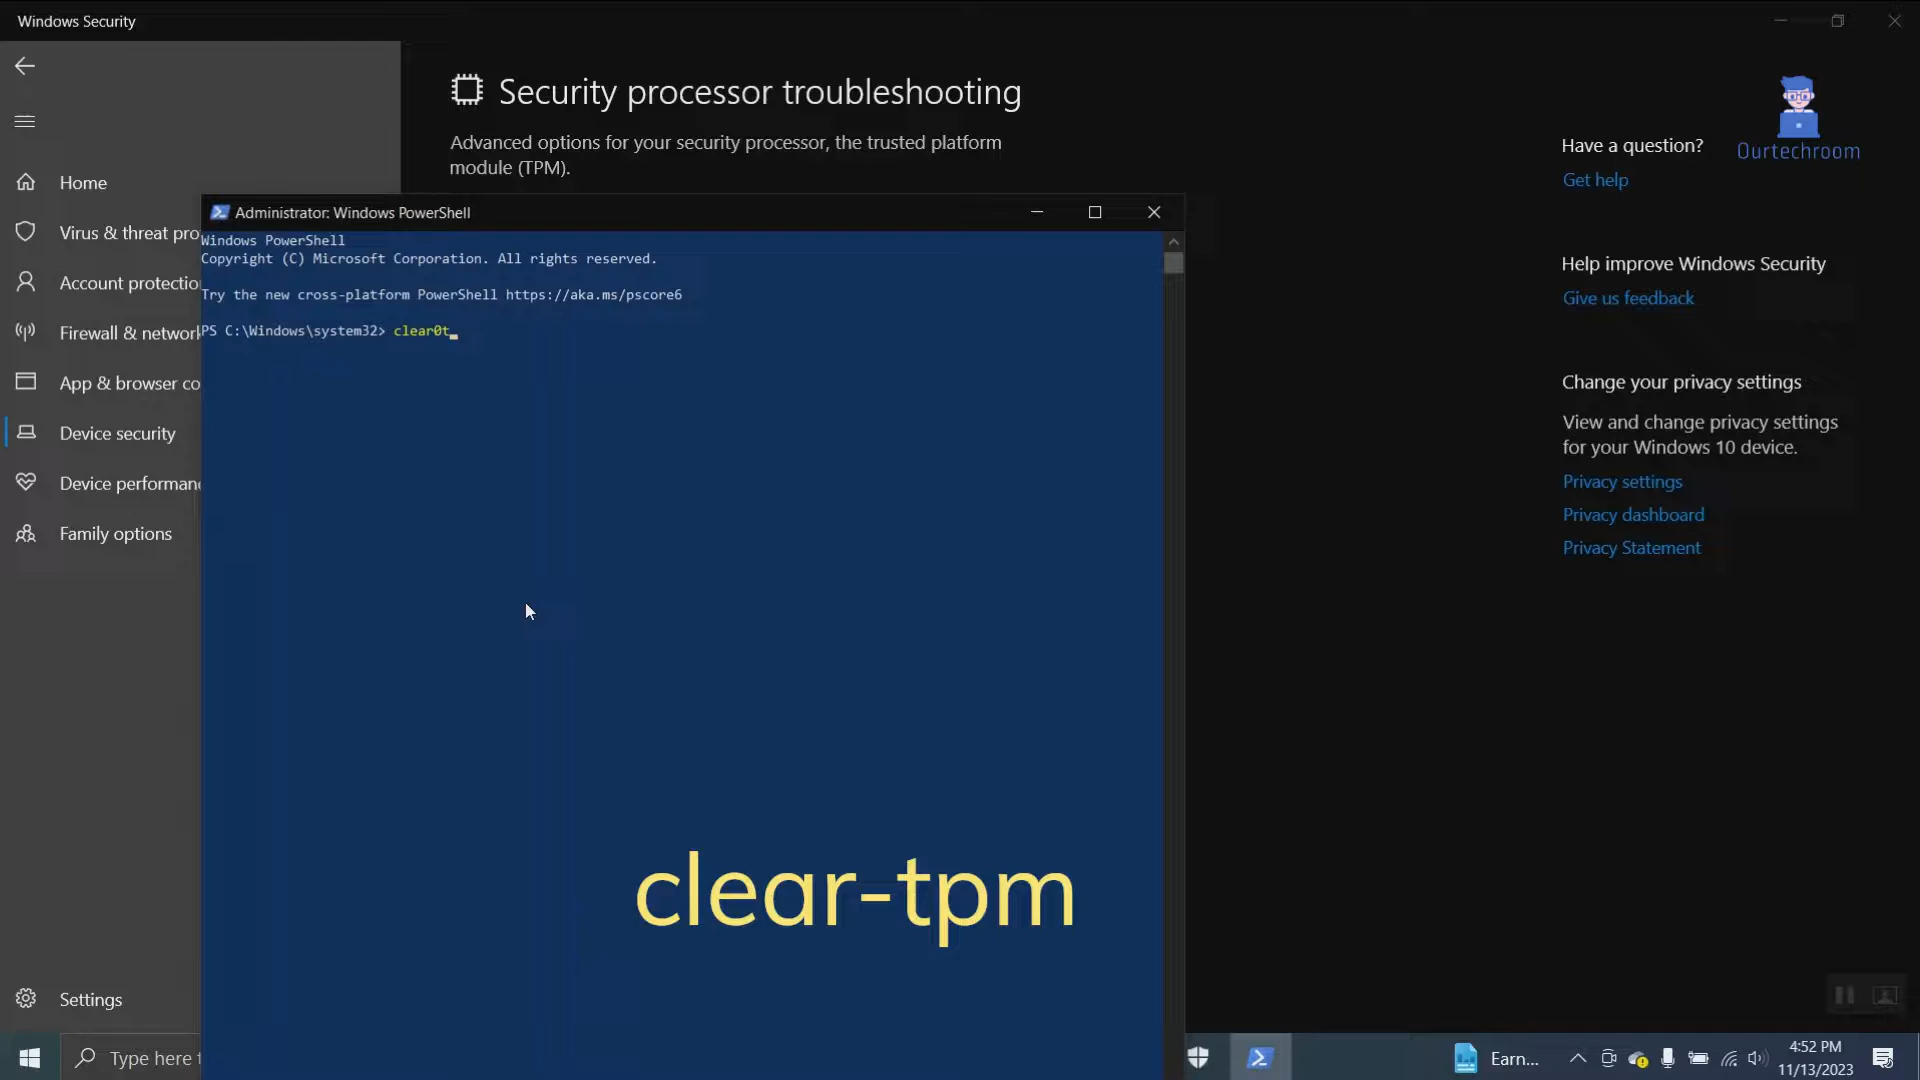 Windows Security
Security processor troubleshooting
Advanced options for your security processor, the trusted platform
module (TPM).
Home
Virus & threat pro
Account protectio
Firewall & network
App & browser co
Device security
Device performan
Family options
Settings
Administrator: Windows PowerShell
Windows PowerShell
Copyright (C) Microsoft Corporation. All rights reserved.
Try the new cross-platform PowerShell https://aka.ms/pscore6
PS C:\Windows\system32> clear0t_
clear-tpm
Ourtechroom
Have a question?
Get help
Help improve Windows Security
Give us feedback
Change your privacy settings
View and change privacy settings
for your Windows 10 device.
Privacy settings
Privacy dashboard
Privacy Statement
Type here t
Earn...
4:52 PM
11/13/2023